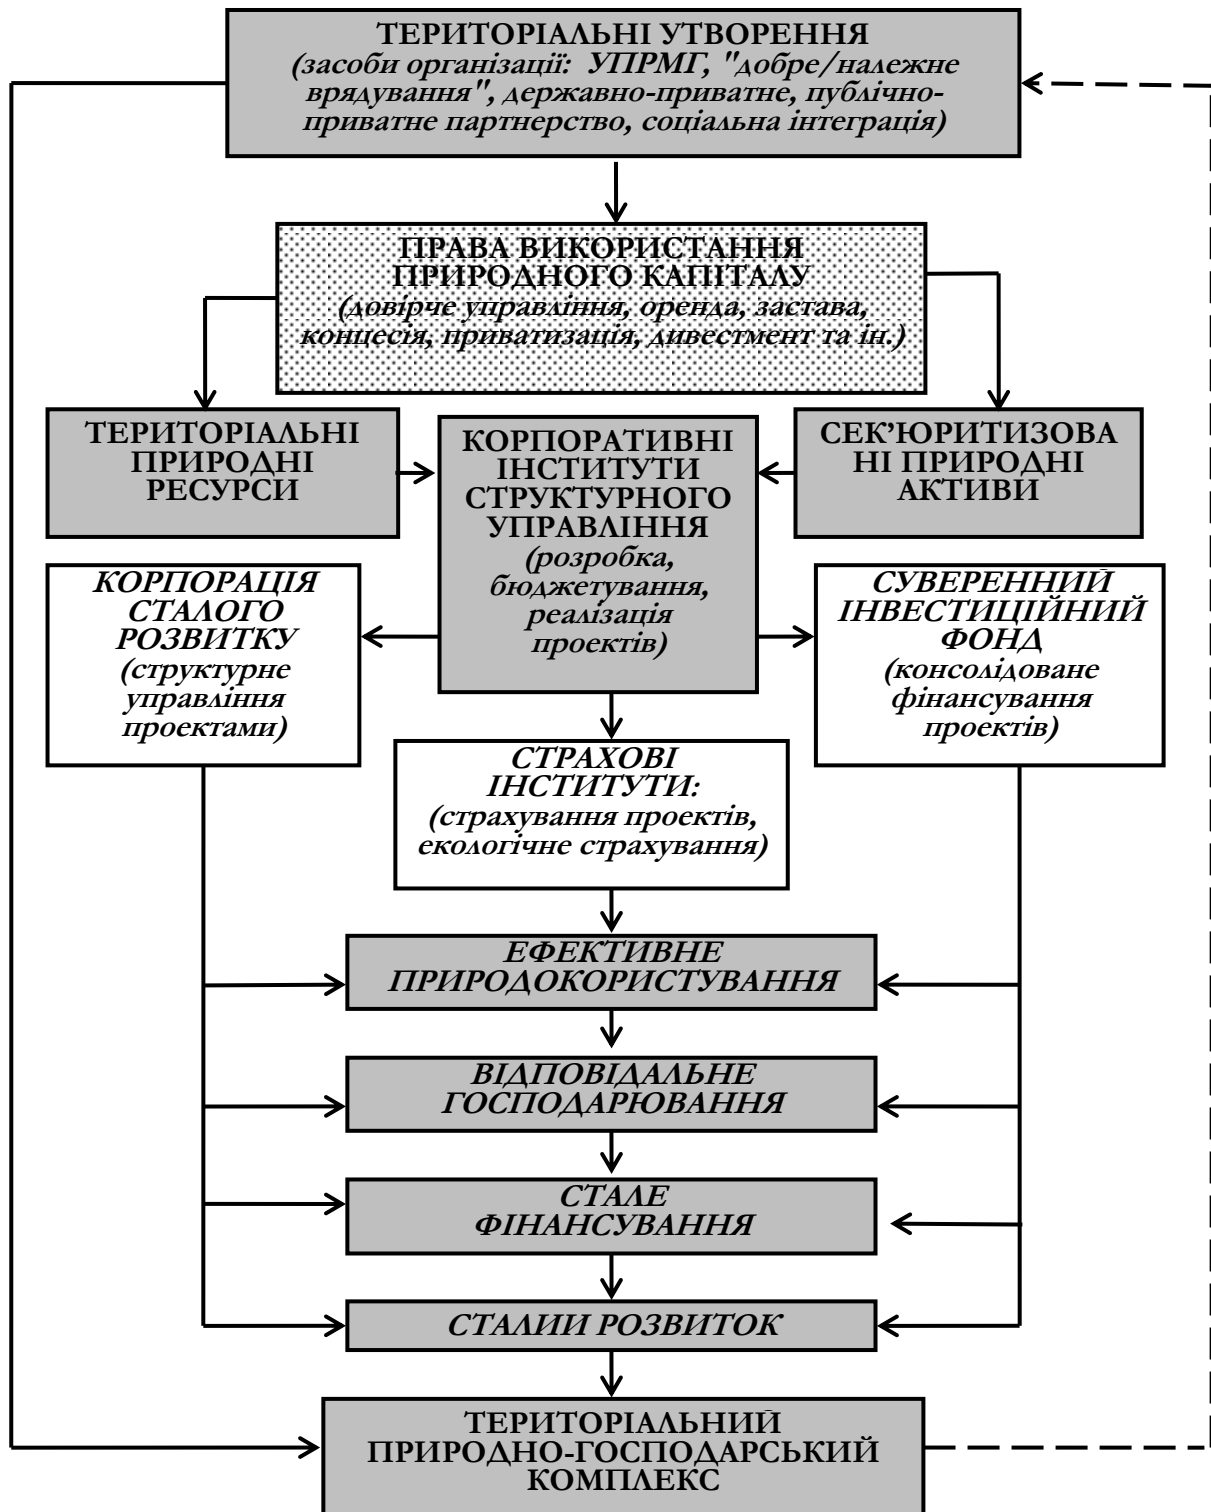 ТЕРИТОРІАЛЬНІ УТВОРЕННЯ
(засоби організації: УПРМГ, "добре/належне
врядування", державно-приватне, публічно-
приватне партнерство, соціальна інтеграція)
ПРАВА ВИКОРИСТАННЯ
ПРИРОДНОГО КАПІТАЛУ
(довірче управління, оренда, застава,
концесія, приватизація, дивестмент та ін.)
ТЕРИТОРІАЛЬНІ
ПРИРОДНІ
РЕСУРСИ
КОРПОРАТИВНІ
ІНСТИТУТИ
СТРУКТУРНОГО
УПРАВЛІННЯ
(розробка,
бюджетування,
реалізація
проектів)
СЕК’ЮРИТИЗОВА
НІ ПРИРОДНІ
АКТИВИ
КОРПОРАЦІЯ
СТАЛОГО
РОЗВИТКУ
(структурне
управління
проектами)
СУВЕРЕННИЙ
ІНВЕСТИЦІЙНИЙ
ФОНД
(консолідоване
фінансування
проектів)
СТРАХОВІ
ІНСТИТУТИ:
(страхування проектів,
екологічне страхування)
ЕФЕКТИВНЕ
ПРИРОДОКОРИСТУВАННЯ
ВІДПОВІДАЛЬНЕ
ГОСПОДАРЮВАННЯ
СТАЛЕ
ФІНАНСУВАННЯ
СТАЛИИ РОЗВИТОК
ТЕРИТОРІАЛЬНИЙ
ПРИРОДНО-ГОСПОДАРСЬКИЙ
КОМПЛЕКС